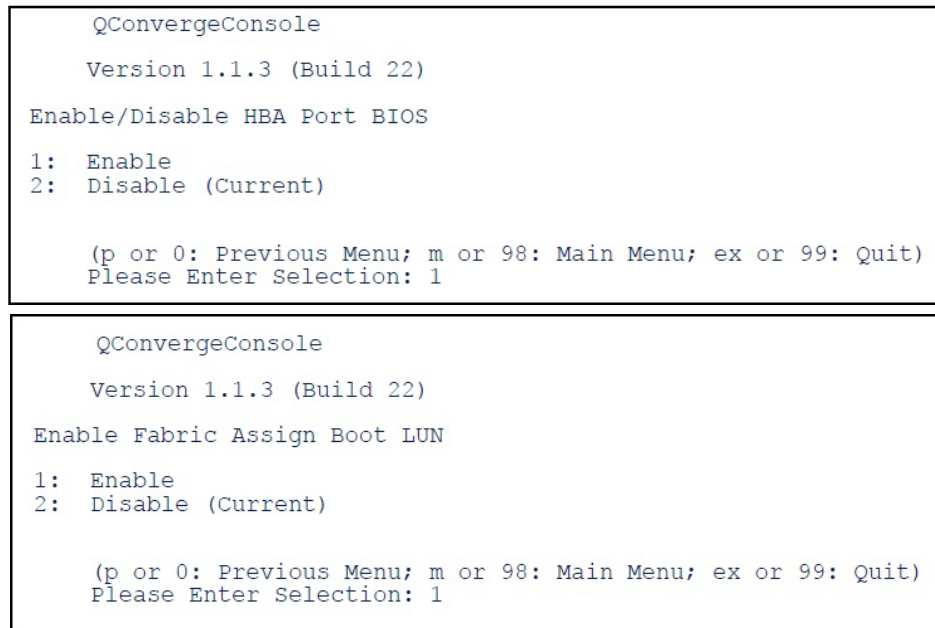 QConvergeConsole
Version 1.1.3 (Build 22)
Enable/Disable HBA Port BIOS
1: Enable
2: Disable (Current)
(p or 0: Previous Menu; m or 98: Main Menu; ex or 99: Quit)
Please Enter Selection: 1
QConvergeConsole
Version 1.1.3 (Build 22)
Enable Fabric Assign Boot LUN
1: Enable
2: Disable (Current)
(p or 0: Previous Menu; m or 98: Main Menu; ex or 99: Quit)
Please Enter Selection: 1